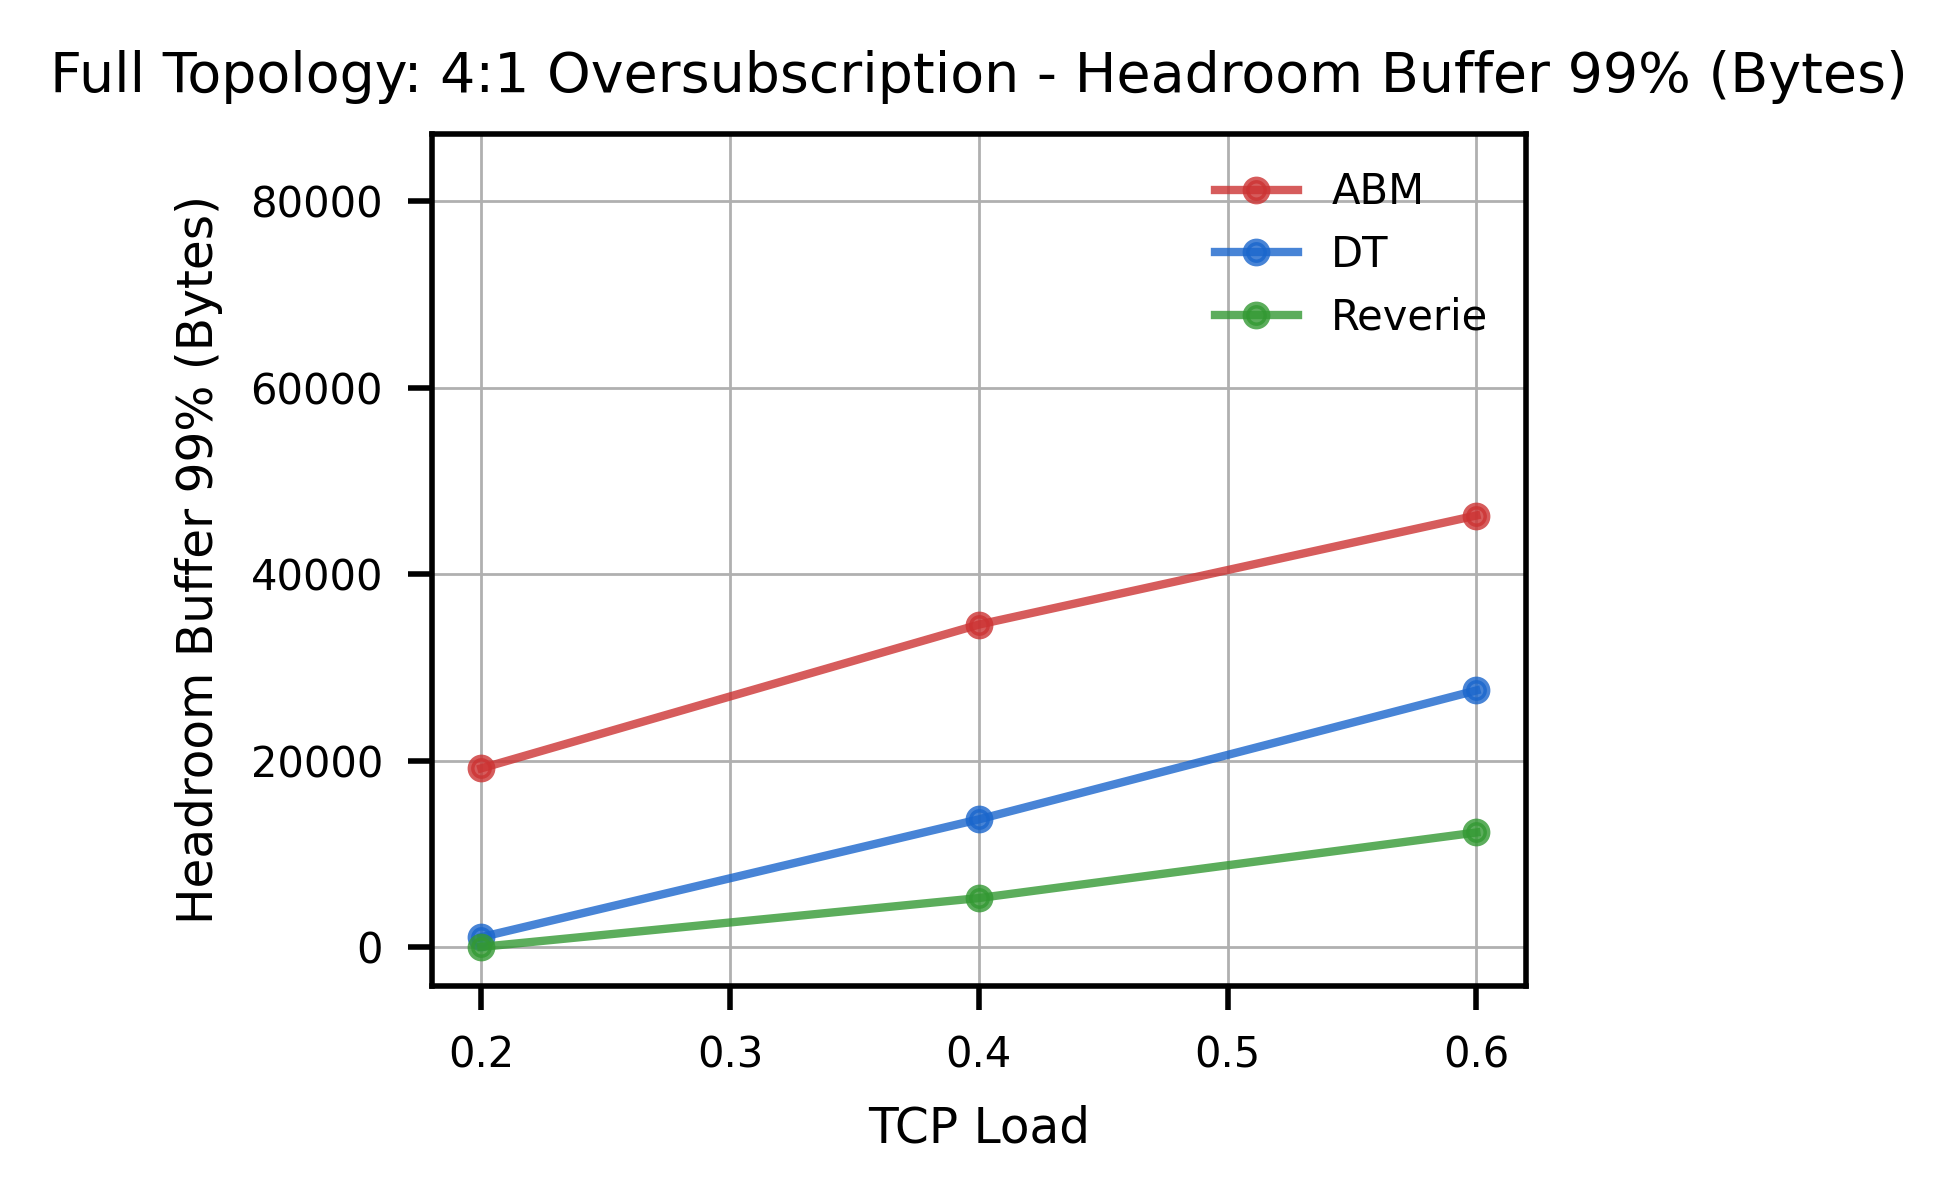 Full Topology: 4:1 Oversubscription - Headroom Buffer 99% (Bytes)
Headroom Buffer 99% (Bytes)
80000
60000
40000
20000
0
ABM
DT
Reverie
0.2
0.3
0.4
0.5
0.6
TCP Load